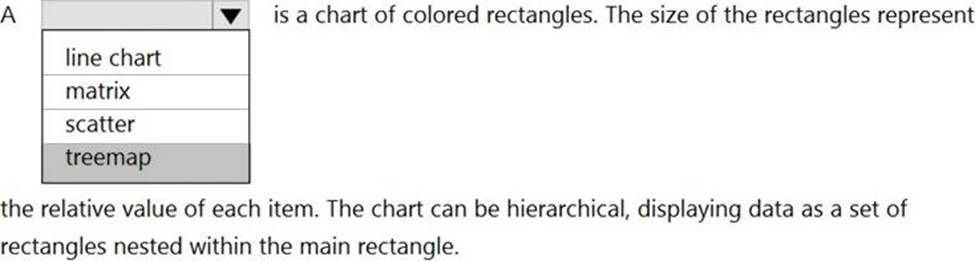 A is a chart of colored rectangles. The size of the rectangles represent
line chart
matrix
scatter
treemap
the relative value of each item. The chart can be hierarchical, displaying data as a set of
rectangles nested within the main rectangle.